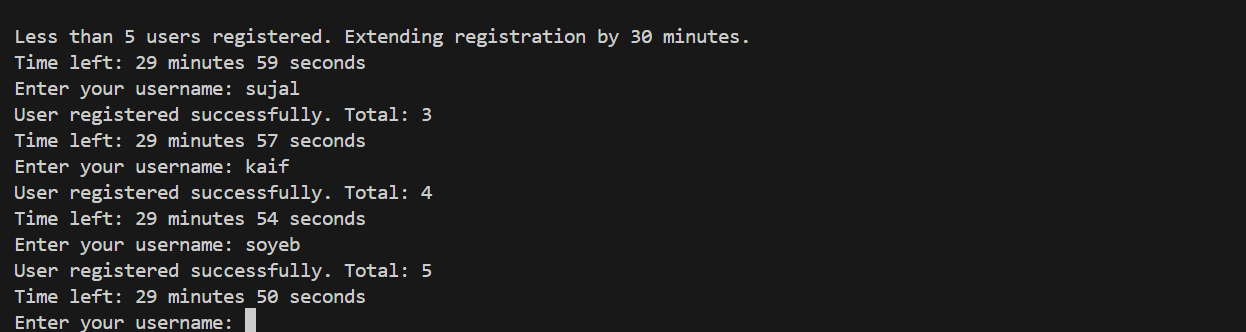 Less than 5 users registered. Extending registration by 30 minutes.
Time left: 29 minutes 59 seconds
Enter your username: sujal
User registered successfully. Total: 3
Time left: 29 minutes 57 seconds
Enter your username: kaif
User registered successfully. Total: 4
Time left: 29 minutes 54 seconds
Enter your username: soyeb
User registered successfully. Total: 5
Time left: 29 minutes 50 seconds
Enter your username: